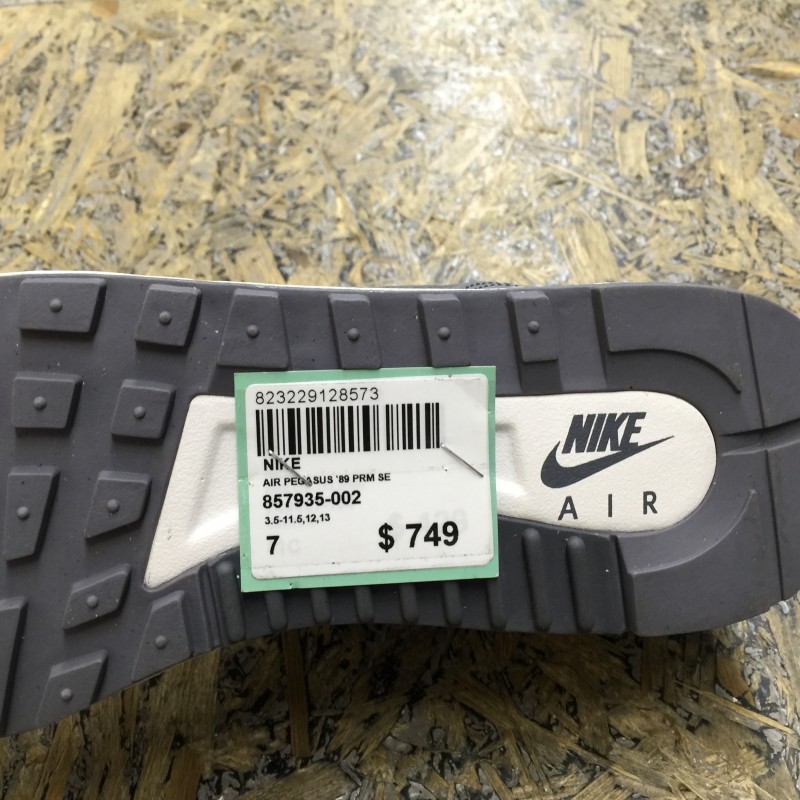 823229128573
NIKE
AIR PEGASUS '89 PRM SE
857935-002
3.5-11.5,12,13
7
$ 749
NIKE
AIR